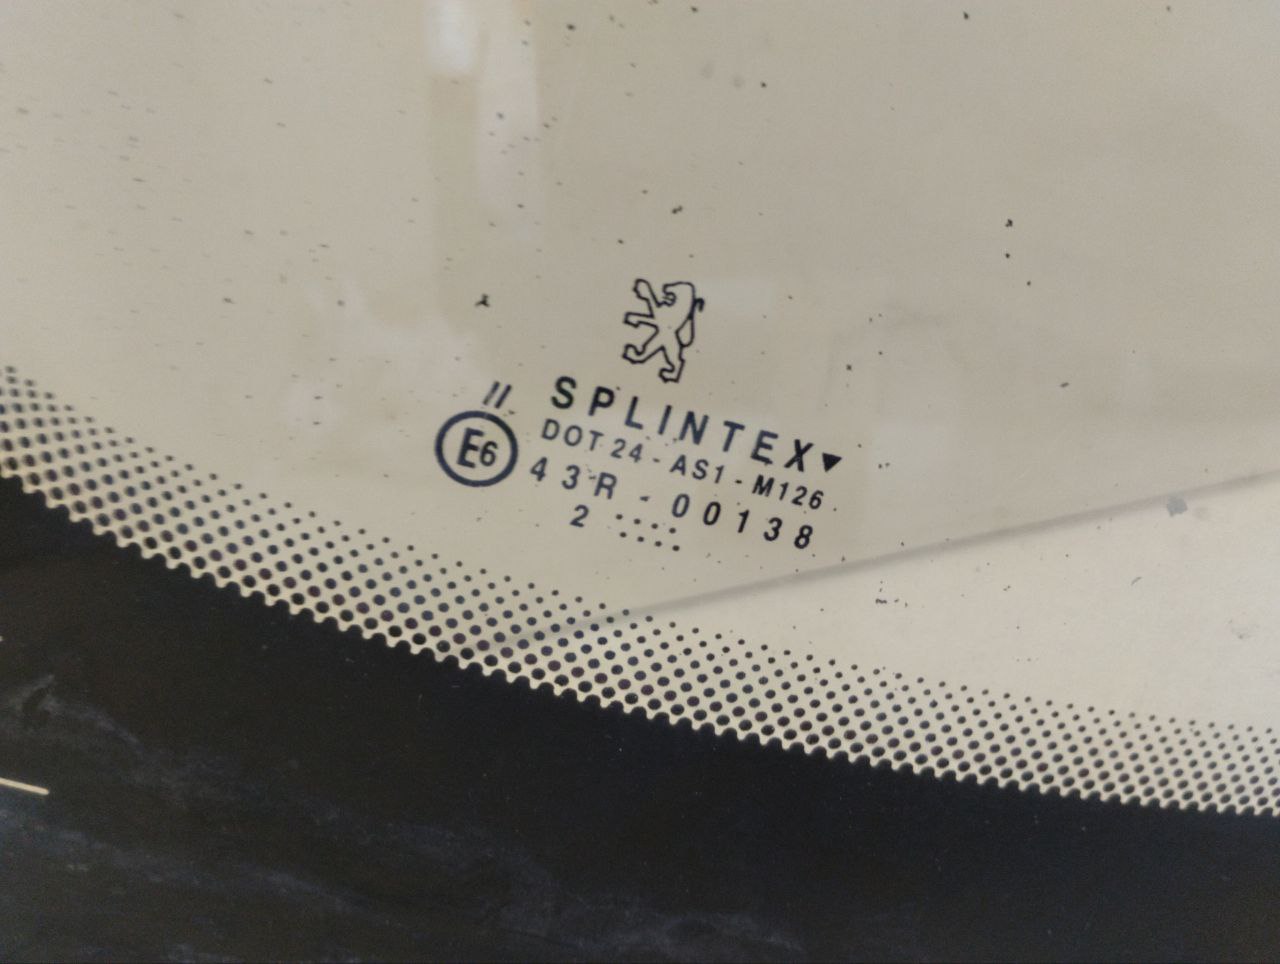 II
SPLINTEX
E6
DOT 24 - AS1 - M126
43R - 00138
2